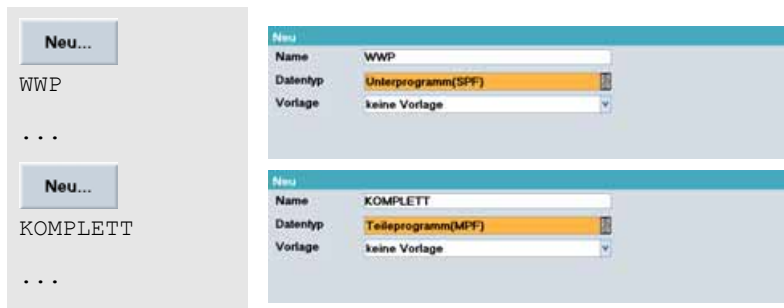 Neu...
WWP
...
Neu
Name WWP
Datentyp Unterprogramm(SPF)
Vorlage keine Vorlage
Neu...
KOMPLETT
...
Neu
Name KOMPLETT
Datentyp Teileprogramm(MPF)
Vorlage keine Vorlage